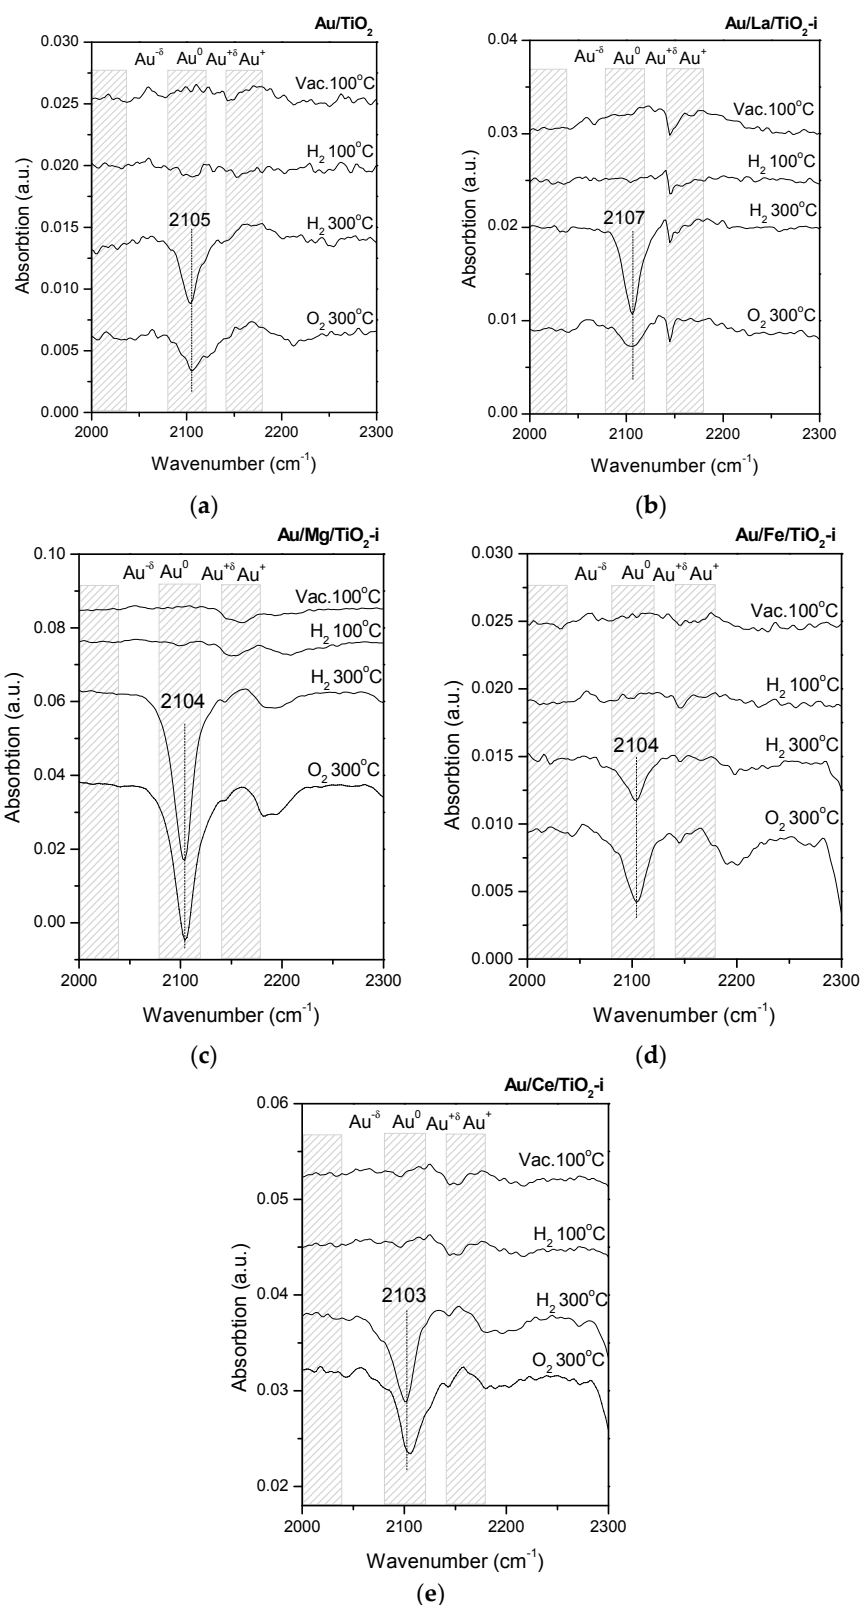 Au/TiO₂
Au⁻ᵟ Au⁰ Au⁺ᵟ Au⁺
Vac.100°C
H₂ 100°C
H₂ 300°C
O₂ 300°C
2105
0.030
0.025
0.020
0.015
0.010
0.005
0.000
2000 2100 2200 2300
Absorbtion (a.u.)
Wavenumber (cm⁻¹)
(a)
Au/La/TiO₂-i
Au⁻ᵟ Au⁰ Au⁺ᵟ Au⁺
Vac.100°C
H₂ 100°C
H₂ 300°C
O₂ 300°C
2107
0.04
0.03
0.02
0.01
0.00
2000 2100 2200 2300
Absorbtion (a.u.)
Wavenumber (cm⁻¹)
(b)
Au/Mg/TiO₂-i
Au⁻ᵟ Au⁰ Au⁺ᵟ Au⁺
Vac.100°C
H₂ 100°C
H₂ 300°C
O₂ 300°C
2104
0.10
0.08
0.06
0.04
0.02
0.00
2000 2100 2200 2300
Absorbtion (a.u.)
Wavenumber (cm⁻¹)
(c)
Au/Fe/TiO₂-i
Au⁻ᵟ Au⁰ Au⁺ᵟ Au⁺
Vac.100°C
H₂ 100°C
H₂ 300°C
O₂ 300°C
2104
0.030
0.025
0.020
0.015
0.010
0.005
0.000
2000 2100 2200 2300
Absorbtion (a.u.)
Wavenumber (cm⁻¹)
(d)
Au/Ce/TiO₂-i
Au⁻ᵟ Au⁰ Au⁺ᵟ Au⁺
Vac.100°C
H₂ 100°C
H₂ 300°C
O₂ 300°C
2103
0.06
0.05
0.04
0.03
0.02
2000 2100 2200 2300
Absorbtion (a.u.)
Wavenumber (cm⁻¹)
(e)